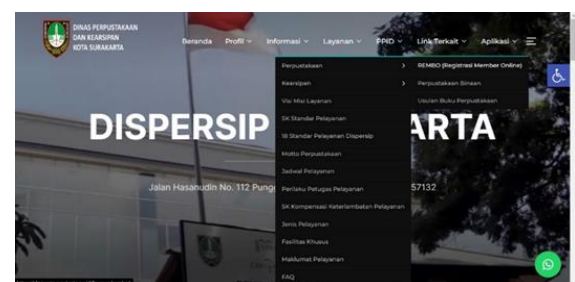 DINAS PERPUSTAKAAN
DAN KEARSIPAN
KOTA SURAKARTA
Beranda Profil Informasi Layanan PPID Link Terkait Aplikasi
Perpustakaan
REMBO (Registrasi Member Online)
Kearsipan
Perpustakaan Binaan
Visi Misi Layanan
Usulan Buku Perpustakaan
SK Standar Pelayanan
18 Standar Pelayanan Dispersip
DISPERSIP ARTA
Motto Perpustakaan
Jadwal Pelayanan
Jalan Hasanudin No. 112 Pung 57132
Perilaku Petugas Pelayanan
SK Kompensasi Keterlambatan Pelayanan
Jenis Pelayanan
Fasilitas Khusus
Maklumat Pelayanan
FAQ